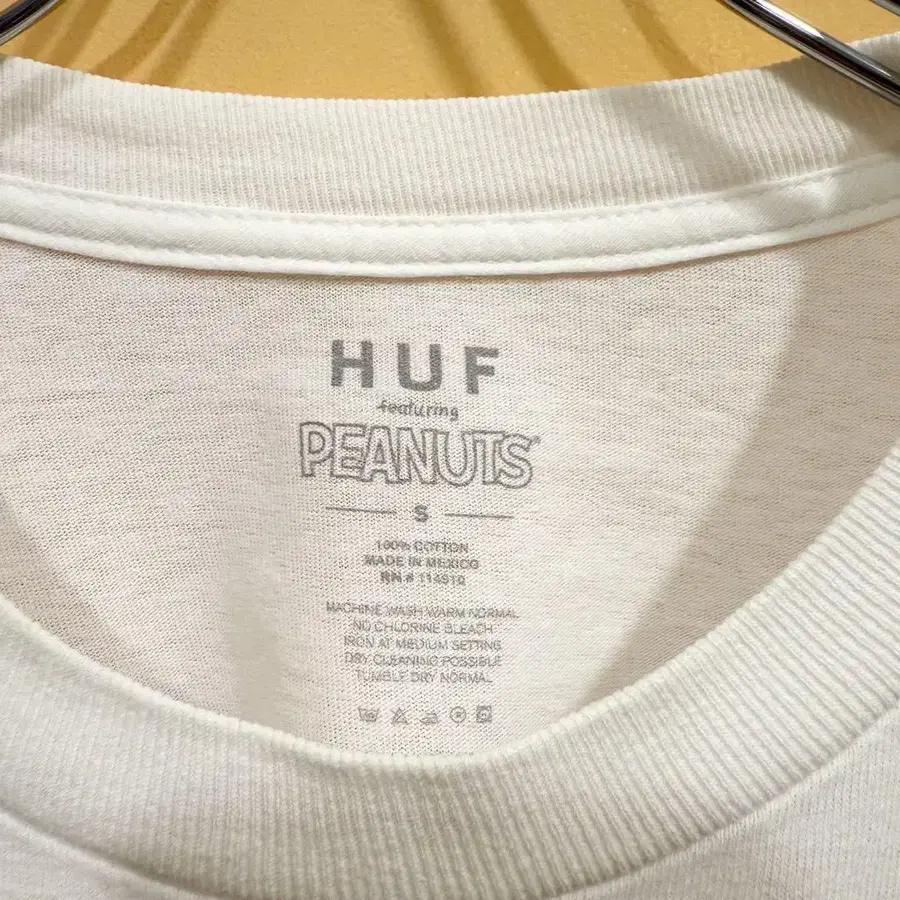 HUF
featuring
PEANUTS
S
100% COTTON
MADE IN MEXICO
RN # 114910
MACHINE WASH WARM NORMAL
NO CHLORINE BLEACH
IRON AT MEDIUM SETTING
DRY CLEANING POSSIBLE
TUMBLE DRY NORMAL